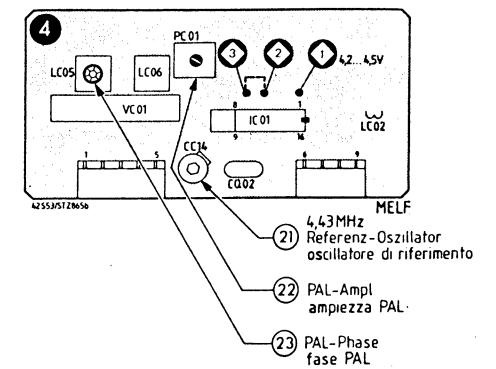 4
PC01
3
2
1
4,2...4,5V
LC05
LC06
VC01
8
1
IC01
9
16
LC02
1
5
CC14
CQ02
6
9
42553/STZ865b
MELF
21
4,43MHz
Referenz-Oszillator
oscillatore di riferimento
22
PAL-Ampl
ampiezza PAL
23
PAL-Phase
fase PAL